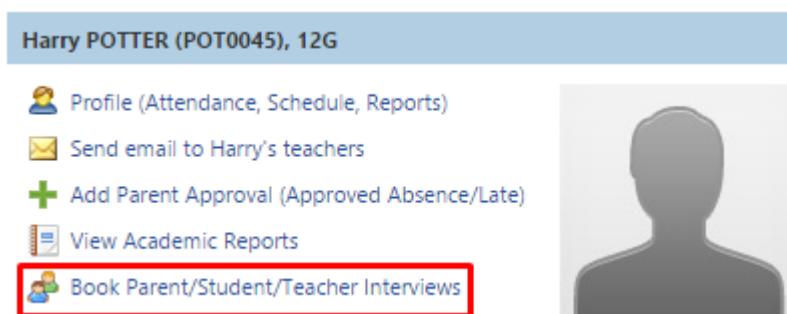 Harry POTTER (POT0045), 12G
Profile (Attendance, Schedule, Reports)
Send email to Harry's teachers
Add Parent Approval (Approved Absence/Late)
View Academic Reports
Book Parent/Student/Teacher Interviews